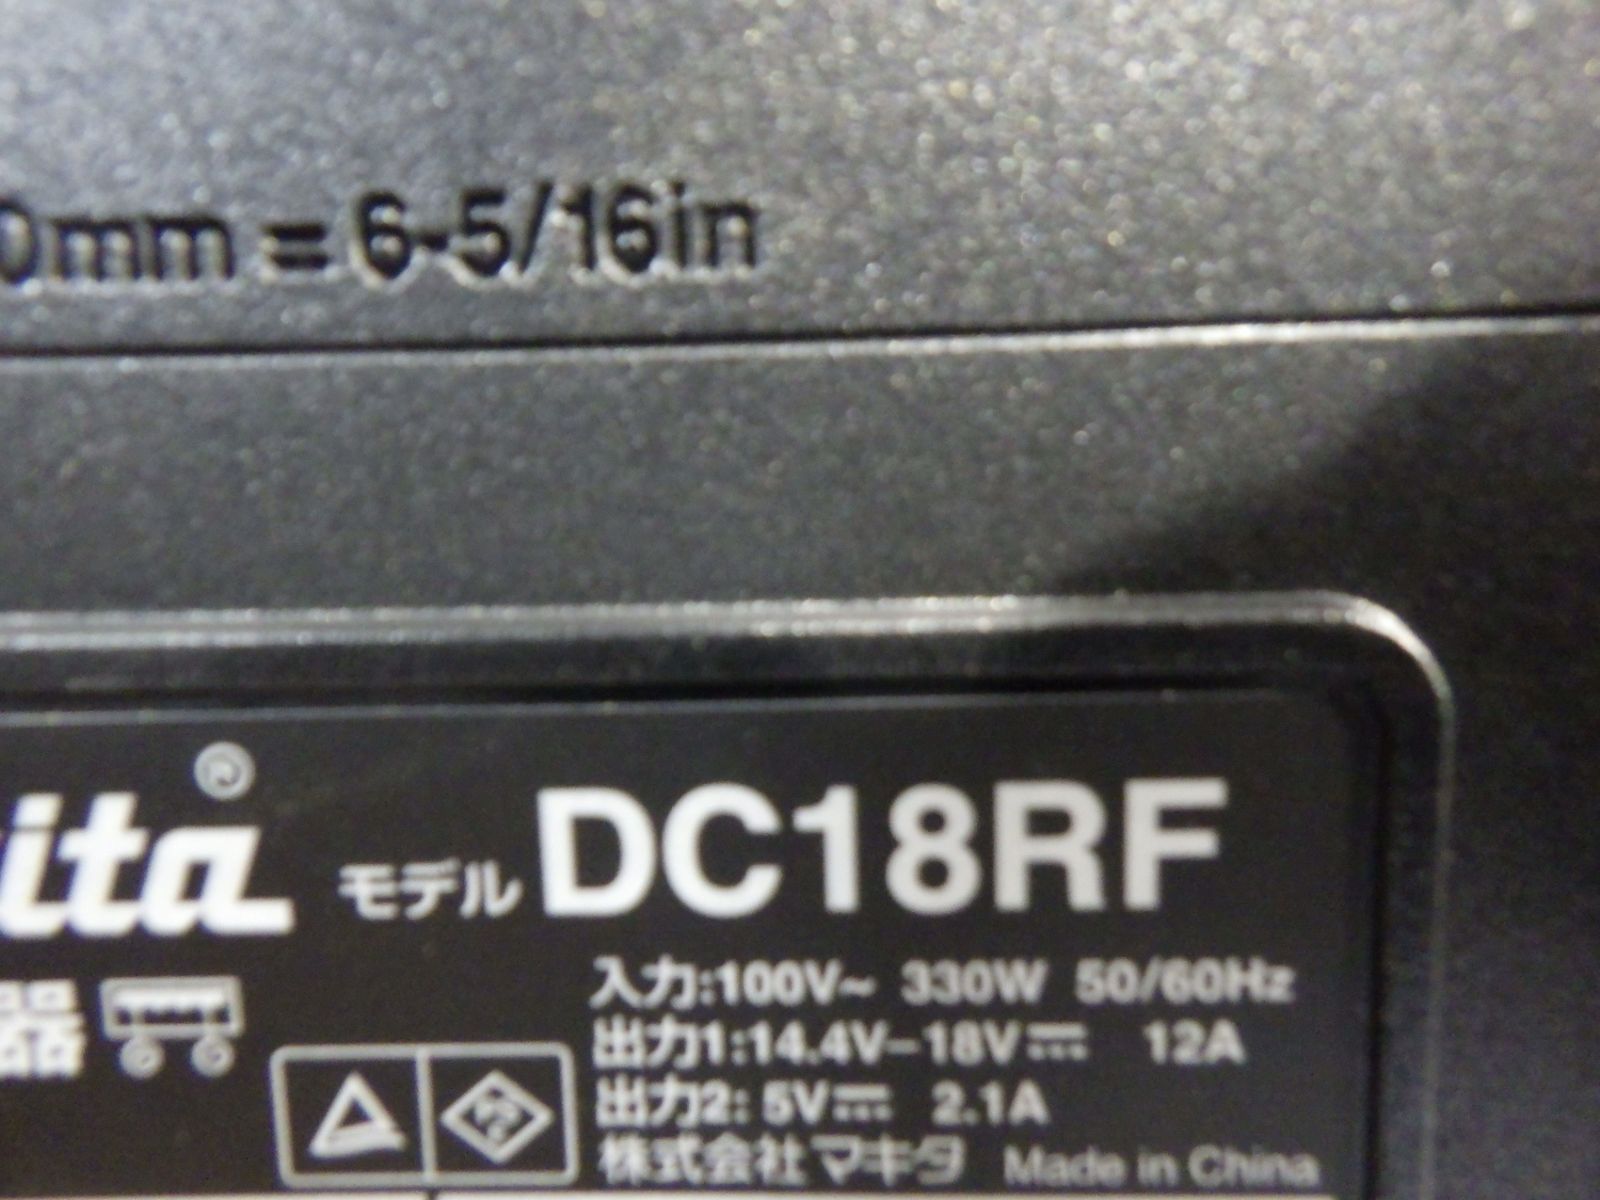 0mm = 6-5/16in
ita モデル DC18RF
器
入力:100V~ 330W 50/60Hz
出力1:14.4V-18V⎓ 12A
出力2: 5V⎓ 2.1A
株式会社マキタ Made in China